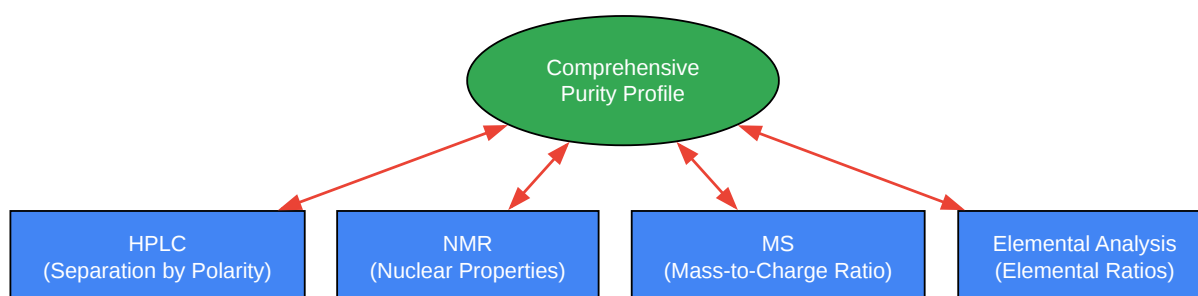 Comprehensive
Purity Profile
HPLC
(Separation by Polarity)
NMR
(Nuclear Properties)
MS
(Mass-to-Charge Ratio)
Elemental Analysis
(Elemental Ratios)